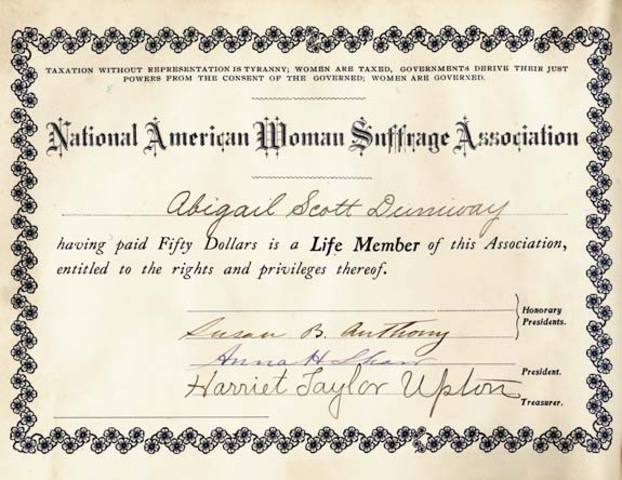 TAXATION WITHOUT REPRESENTATION IS TYRANNY; WOMEN ARE TAXED, GOVERNMENTS DERIVE THEIR JUST
POWERS FROM THE CONSENT OF THE GOVERNED; WOMEN ARE GOVERNED.
National American Woman Suffrage Association
Abigail Scott Duniway
having paid Fifty Dollars is a Life Member of this Association,
entitled to the rights and privileges thereof.
Honorary
Presidents.
Susan B. Anthony
Anna H Shaw
President.
Harriet Taylor Upton
Treasurer.